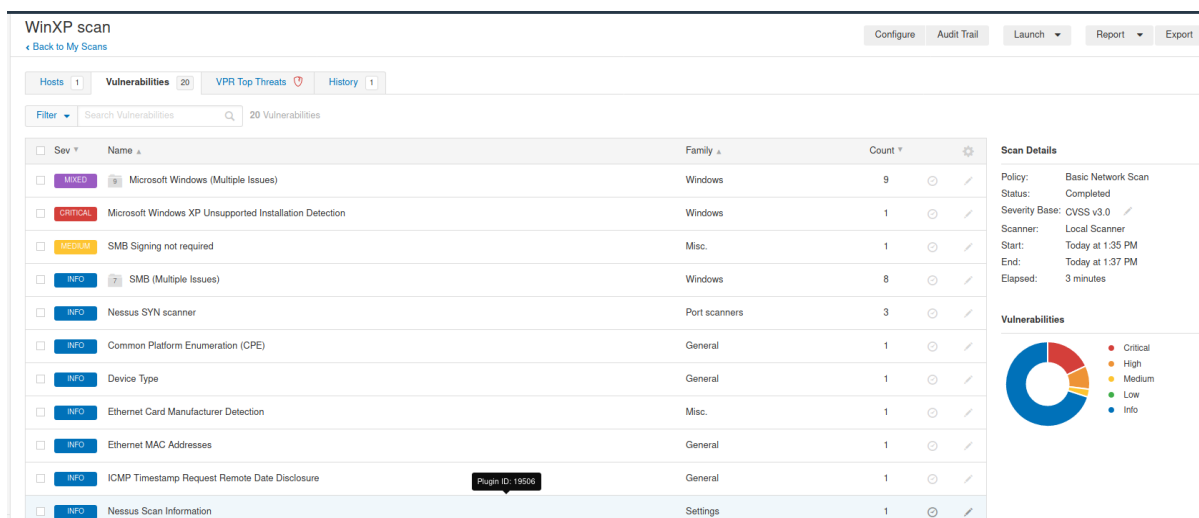 WinXP scan
Back to My Scans
Configure Audit Trail Launch Report Export
Hosts 1 Vulnerabilities 20 VPR Top Threats History 1
Filter Search Vulnerabilities 20 Vulnerabilities
Sev Name Family Count
MIXED 9 Microsoft Windows (Multiple Issues) Windows 9
CRITICAL Microsoft Windows XP Unsupported Installation Detection Windows 1
MEDIUM SMB Signing not required Misc. 1
INFO 7 SMB (Multiple Issues) Windows 8
INFO Nessus SYN scanner Port scanners 3
INFO Common Platform Enumeration (CPE) General 1
INFO Device Type General 1
INFO Ethernet Card Manufacturer Detection Misc. 1
INFO Ethernet MAC Addresses General 1
INFO ICMP Timestamp Request Remote Date Disclosure General 1
Plugin ID: 19506
INFO Nessus Scan Information Settings 1
Scan Details
Policy: Basic Network Scan
Status: Completed
Severity Base: CVSS v3.0
Scanner: Local Scanner
Start: Today at 1:35 PM
End: Today at 1:37 PM
Elapsed: 3 minutes
Vulnerabilities
Critical
High
Medium
Low
Info